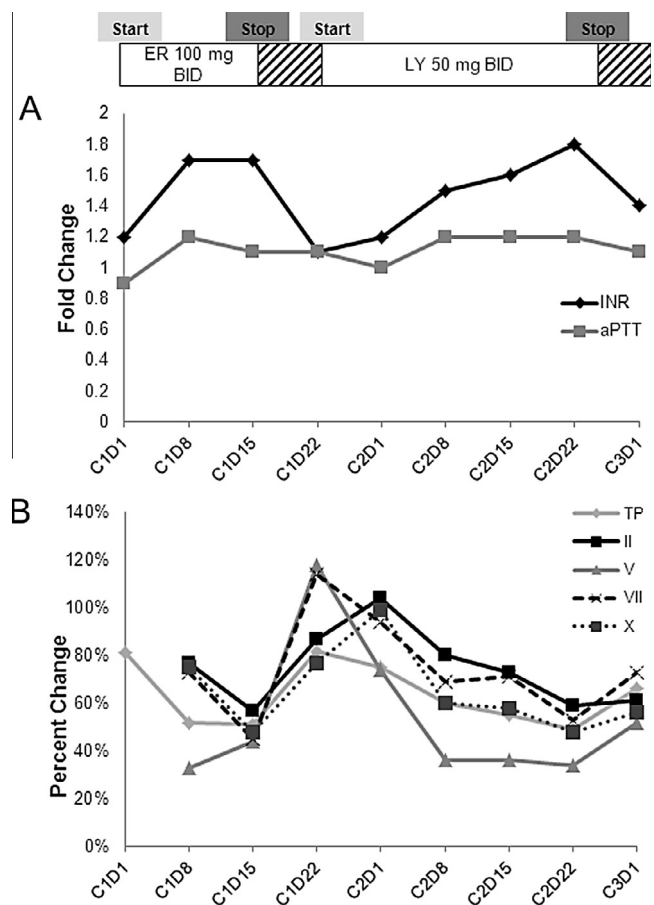 Start Stop Start Stop
ER 100 mg BID
LY 50 mg BID
A
2
1.8
1.6
1.4
1.2
1
0.8
0.6
0.4
0.2
0
Fold Change
INR
aPTT
C1D1 C1D8 C1D15 C1D22 C2D1 C2D8 C2D15 C2D22 C3D1
B
140%
120%
100%
80%
60%
40%
20%
0%
Percent Change
TP
II
V
VII
X
C1D1 C1D8 C1D15 C1D22 C2D1 C2D8 C2D15 C2D22 C3D1